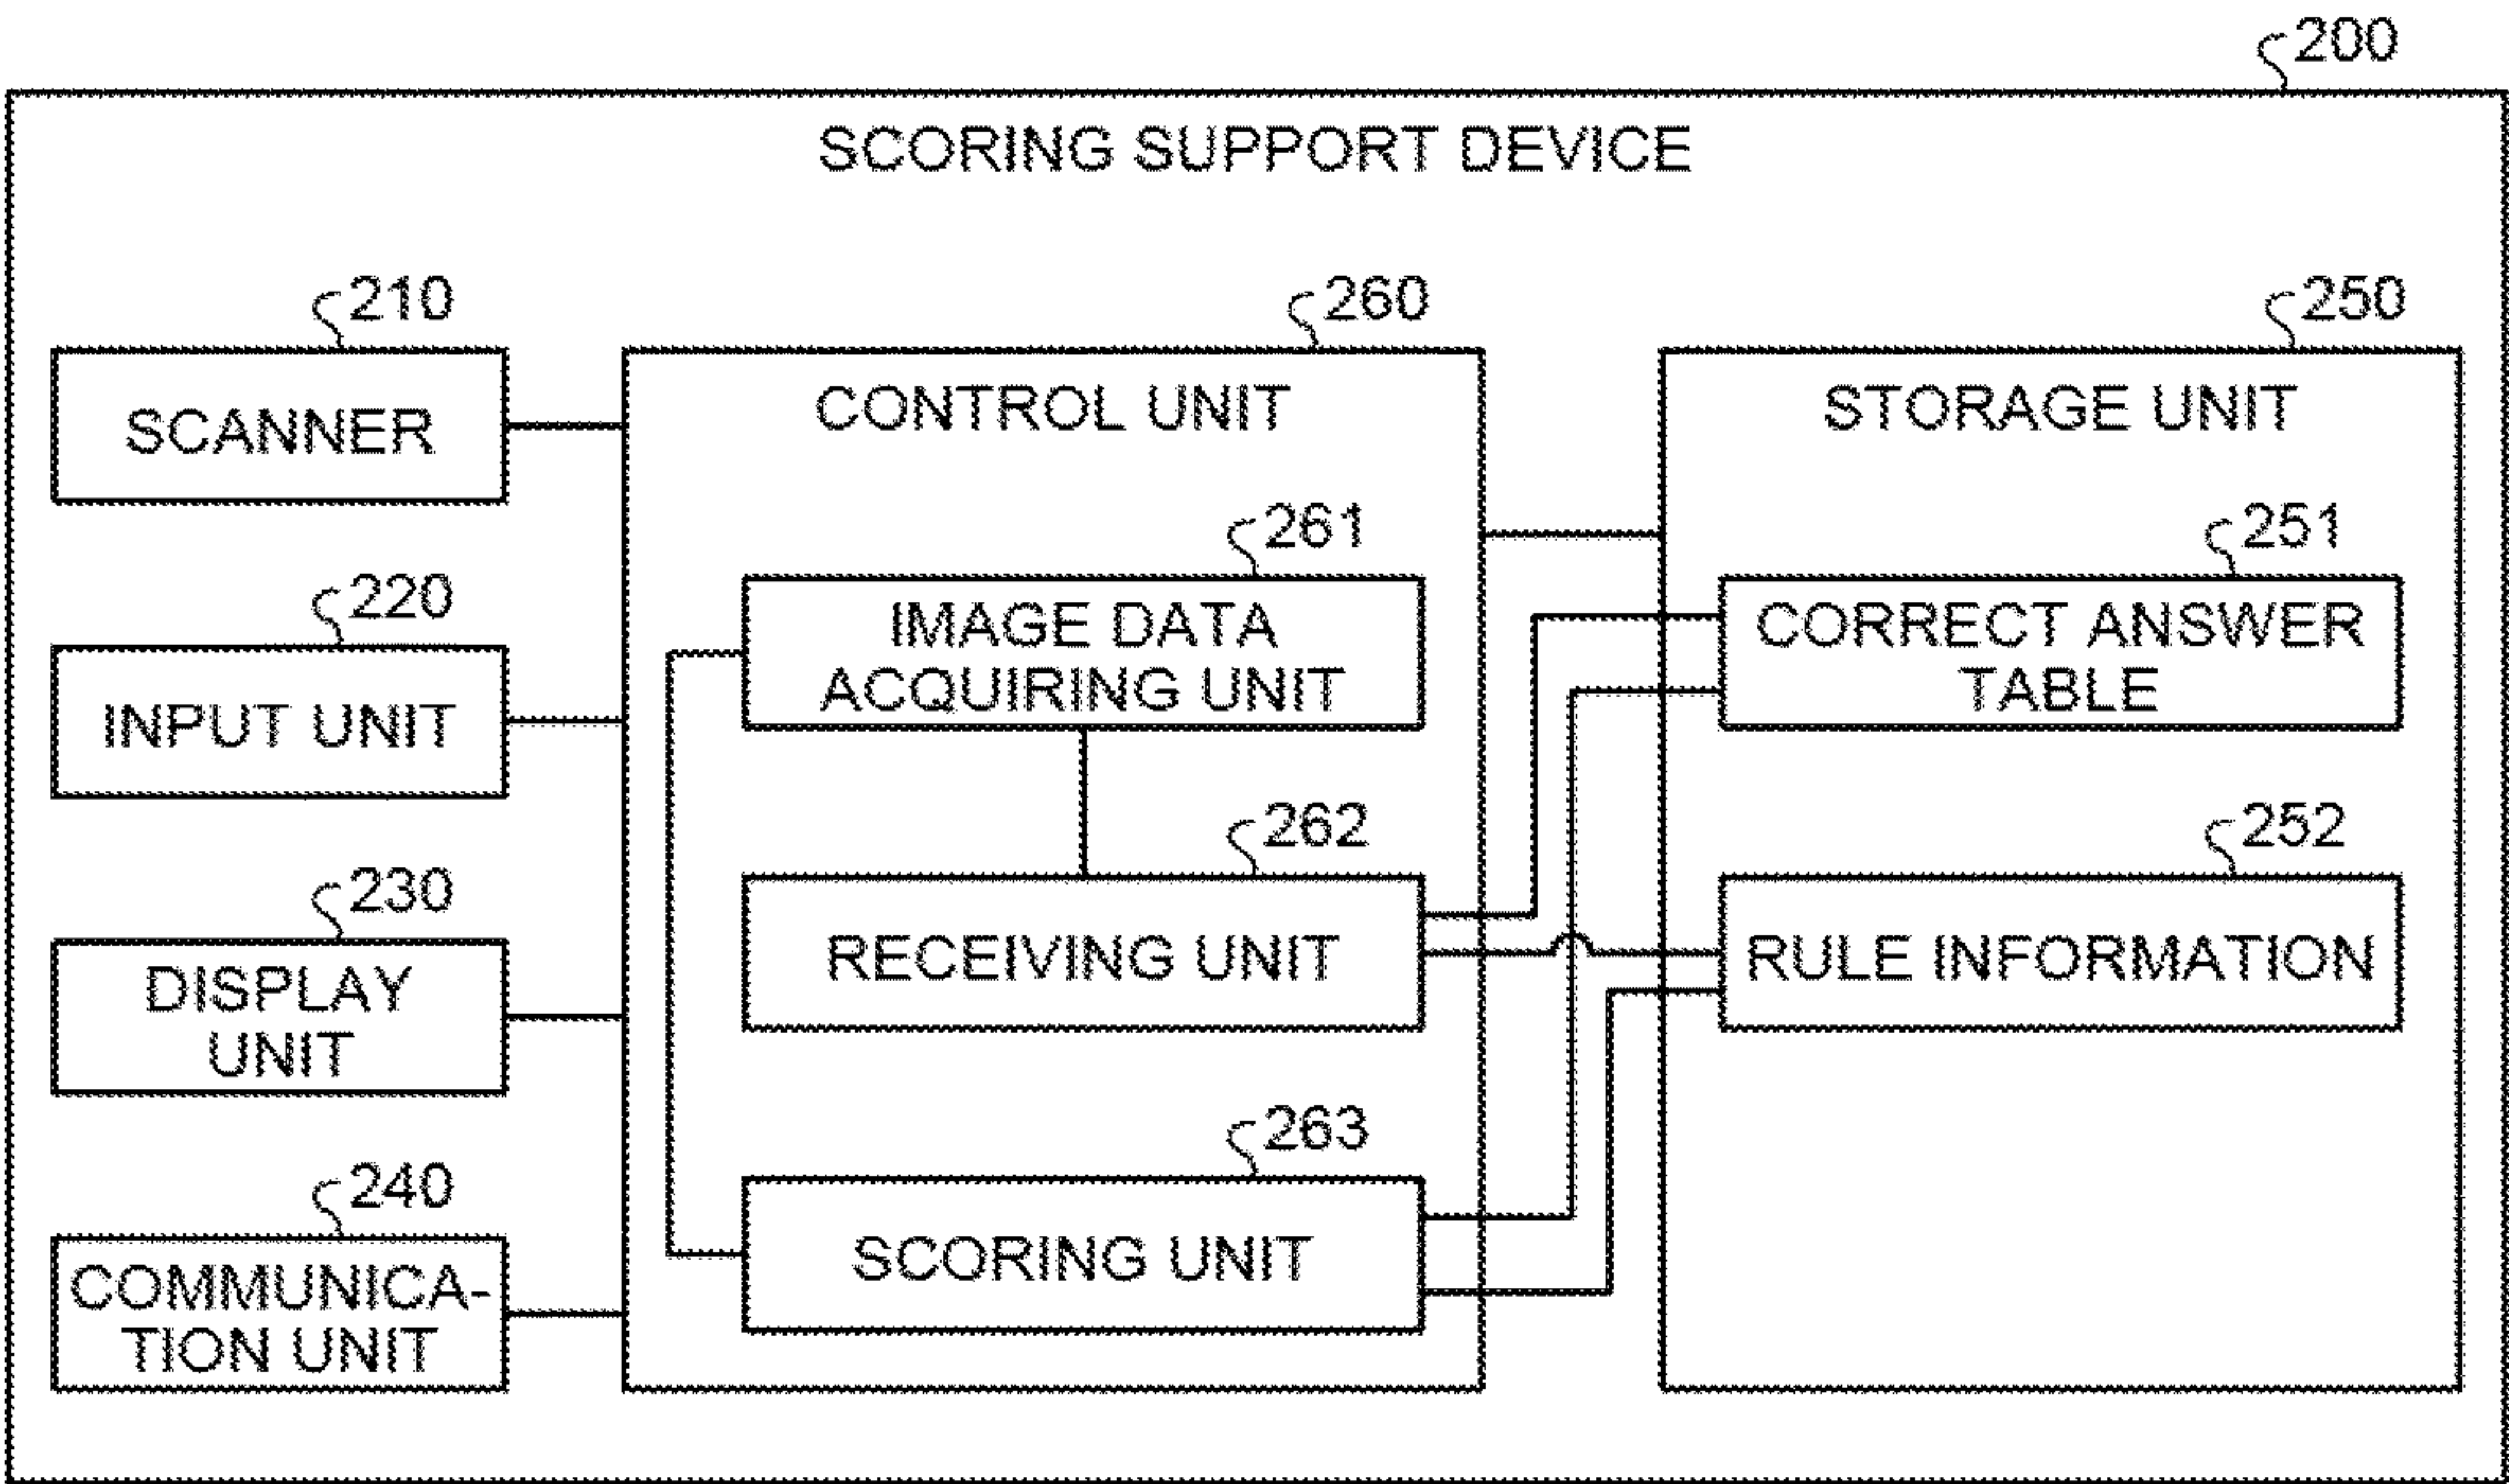 200
SCORING SUPPORT DEVICE
210
SCANNER
220
INPUT UNIT
230
DISPLAY
UNIT
240
COMMUNICA-
TION UNIT
260
CONTROL UNIT
261
IMAGE DATA
ACQUIRING UNIT
262
RECEIVING UNIT
263
SCORING UNIT
250
STORAGE UNIT
251
CORRECT ANSWER
TABLE
252
RULE INFORMATION